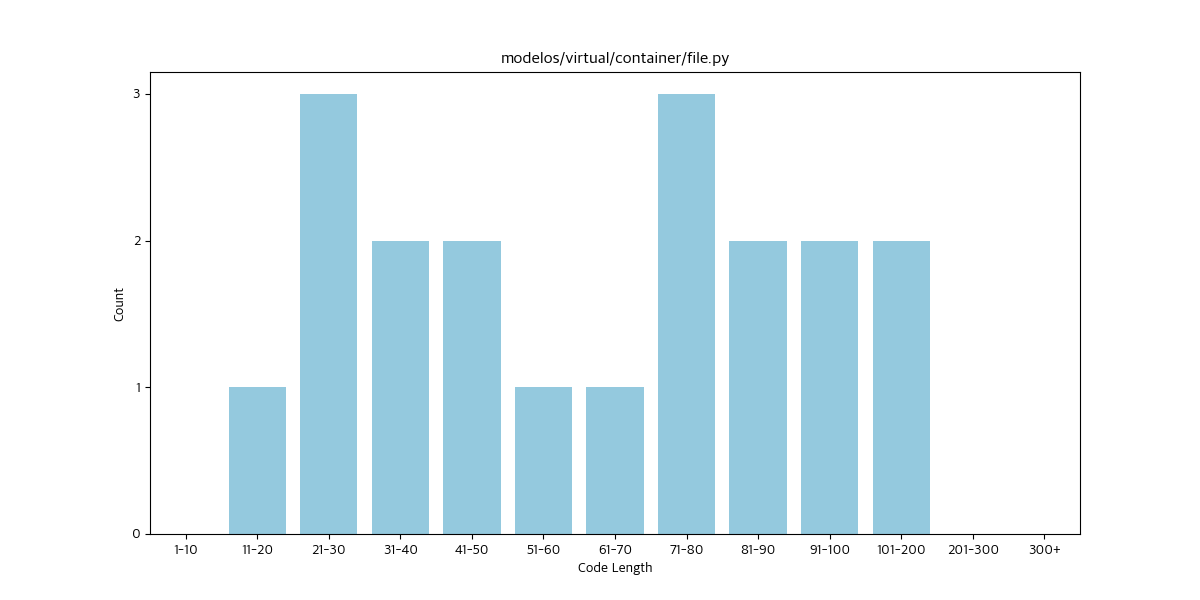 modelos/virtual/container/file.py
3
2
1
0
Count
1-10 11-20 21-30 31-40 41-50 51-60 61-70 71-80 81-90 91-100 101-200 201-300 300+
Code Length